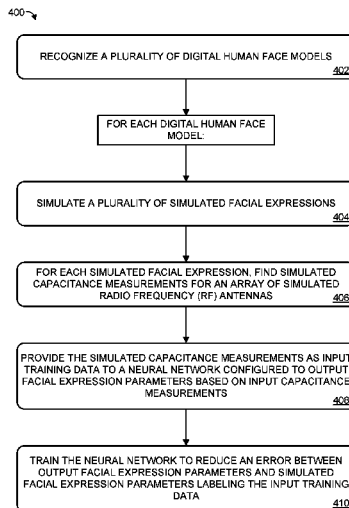 400
RECOGNIZE A PLURALITY OF DIGITAL HUMAN FACE MODELS
402
FOR EACH DIGITAL HUMAN FACE
MODEL:
SIMULATE A PLURALITY OF SIMULATED FACIAL EXPRESSIONS
404
FOR EACH SIMULATED FACIAL EXPRESSION, FIND SIMULATED
CAPACITANCE MEASUREMENTS FOR AN ARRAY OF SIMULATED
RADIO FREQUENCY (RF) ANTENNAS
406
PROVIDE THE SIMULATED CAPACITANCE MEASUREMENTS AS INPUT
TRAINING DATA TO A NEURAL NETWORK CONFIGURED TO OUTPUT
FACIAL EXPRESSION PARAMETERS BASED ON INPUT CAPACITANCE
MEASUREMENTS
408
TRAIN THE NEURAL NETWORK TO REDUCE AN ERROR BETWEEN
OUTPUT FACIAL EXPRESSION PARAMETERS AND SIMULATED
FACIAL EXPRESSION PARAMETERS LABELING THE INPUT TRAINING
DATA
410